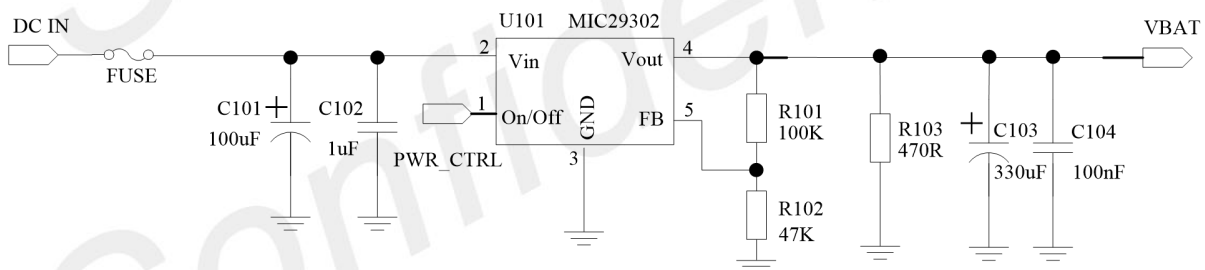 DC IN
FUSE
C101
100uF
C102
1uF
PWR_CTRL
U101 MIC29302
2
Vin
1
On/Off
GND
3
Vout
4
FB
5
R101
100K
R102
47K
R103
470R
C103
330uF
C104
100nF
VBAT
Confiden